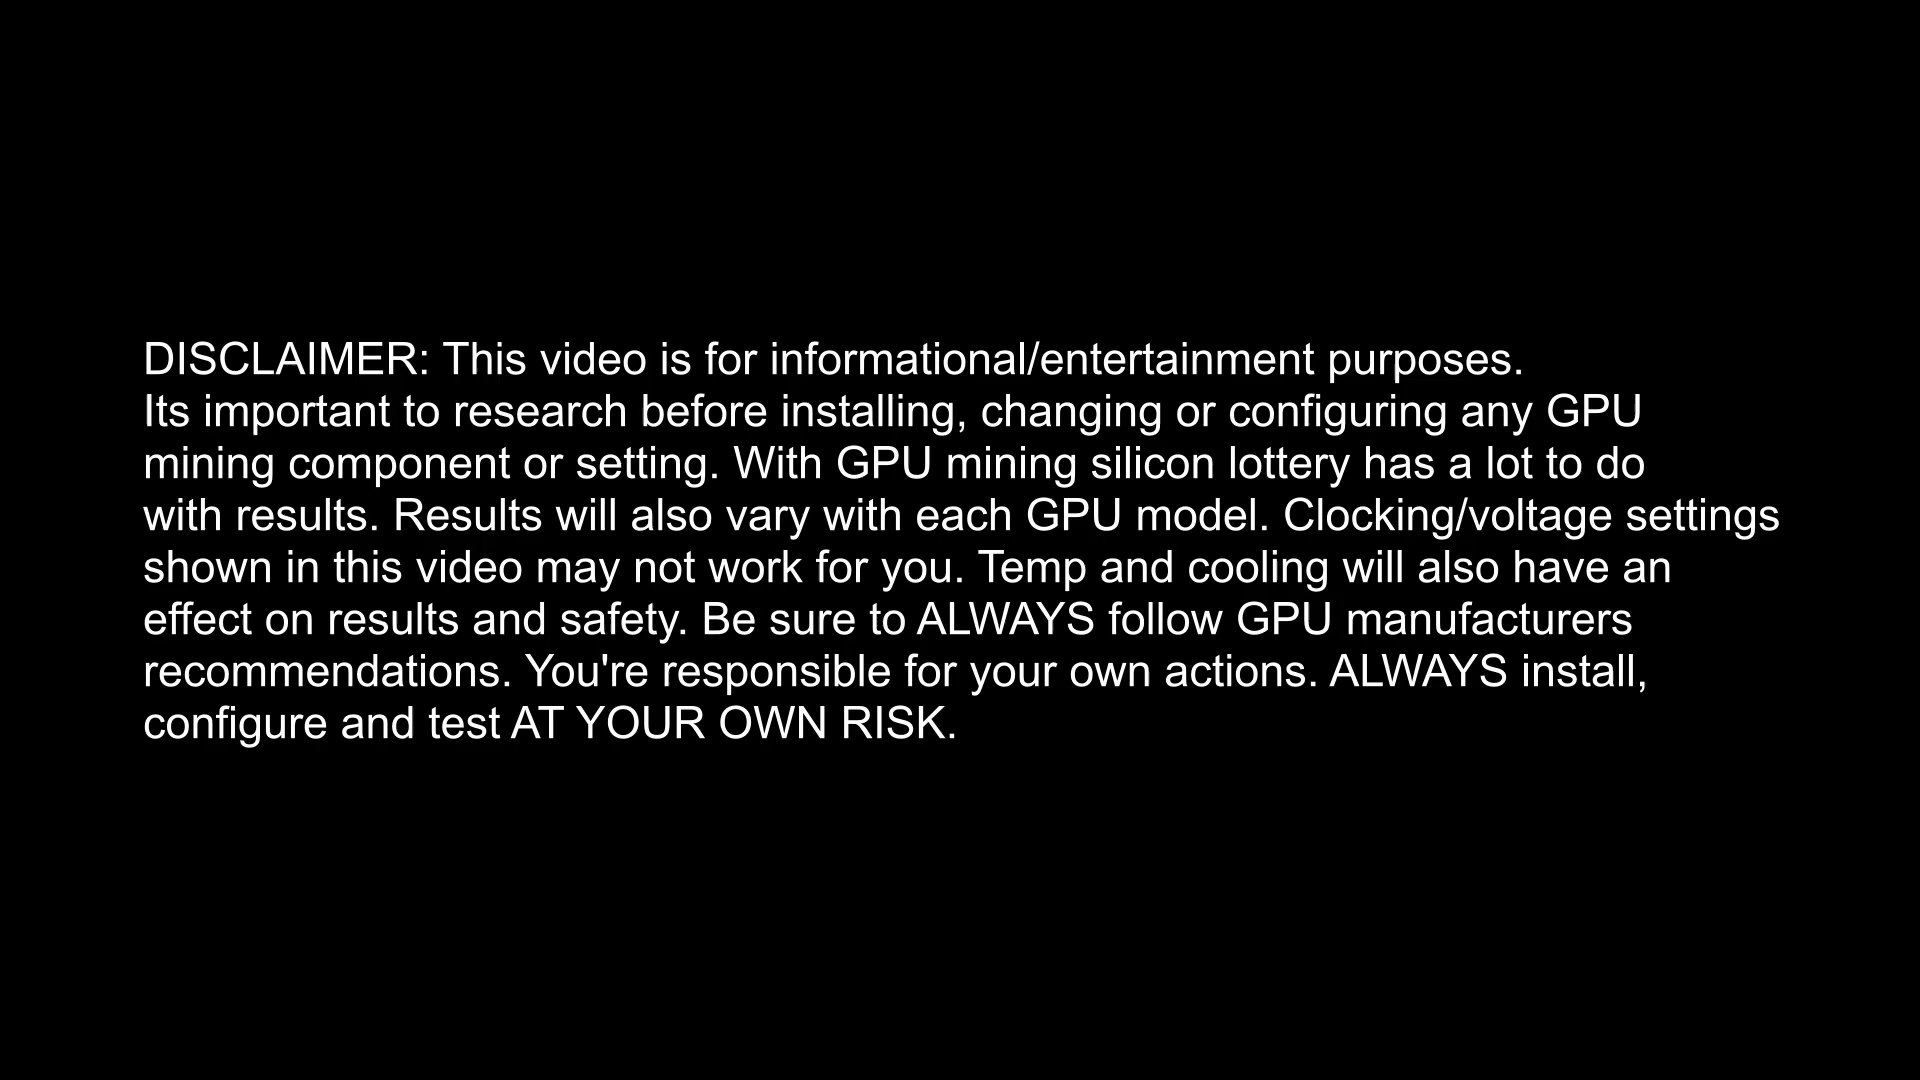 DISCLAIMER: This video is for informational/entertainment purposes.
Its important to research before installing, changing or configuring any GPU
mining component or setting. With GPU mining silicon lottery has a lot to do
with results. Results will also vary with each GPU model. Clocking/voltage settings
shown in this video may not work for you. Temp and cooling will also have an
effect on results and safety. Be sure to ALWAYS follow GPU manufacturers
recommendations. You're responsible for your own actions. ALWAYS install,
configure and test AT YOUR OWN RISK.